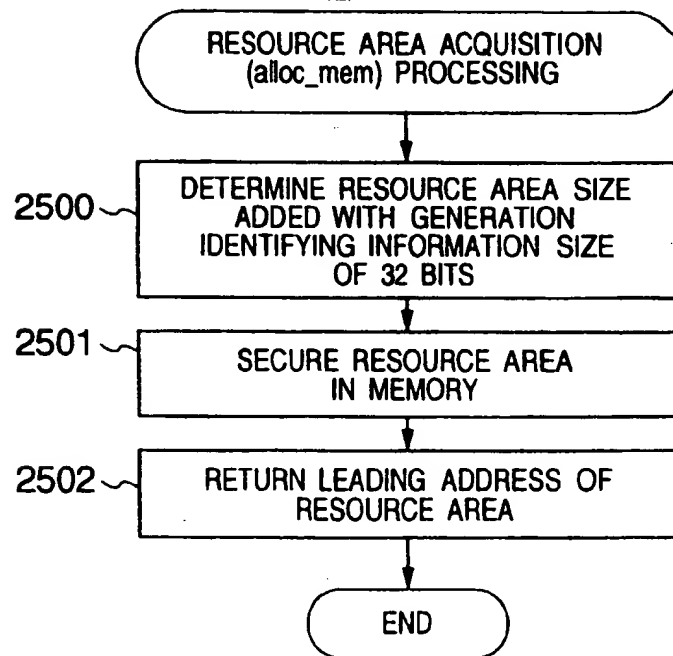 RESOURCE AREA ACQUISITION
(alloc_mem) PROCESSING
2500
DETERMINE RESOURCE AREA SIZE
ADDED WITH GENERATION
IDENTIFYING INFORMATION SIZE
OF 32 BITS
2501
SECURE RESOURCE AREA
IN MEMORY
2502
RETURN LEADING ADDRESS OF
RESOURCE AREA
END